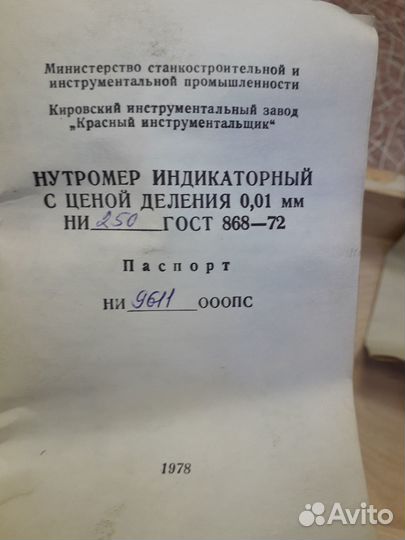 Министерство станкостроительной и
инструментальной промышленности
Кировский инструментальный завод
„Красный инструментальщик“
НУТРОМЕР ИНДИКАТОРНЫЙ
С ЦЕНОЙ ДЕЛЕНИЯ 0,01 мм
НИ 250 ГОСТ 868—72
Паспорт
НИ 9611 ОООПС
1978
Avito